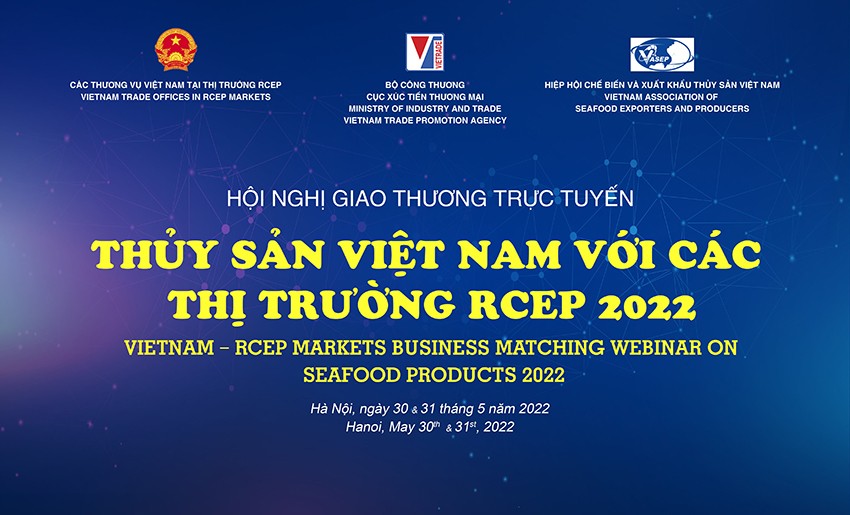 VIETRADE
VASEP
CÁC THƯƠNG VỤ VIỆT NAM TẠI THỊ TRƯỜNG RCEP
VIETNAM TRADE OFFICES IN RCEP MARKETS
BỘ CÔNG THƯƠNG
CỤC XÚC TIẾN THƯƠNG MẠI
MINISTRY OF INDUSTRY AND TRADE
VIETNAM TRADE PROMOTION AGENCY
HIỆP HỘI CHẾ BIẾN VÀ XUẤT KHẨU THỦY SẢN VIỆT NAM
VIETNAM ASSOCIATION OF
SEAFOOD EXPORTERS AND PRODUCERS
HỘI NGHỊ GIAO THƯƠNG TRỰC TUYẾN
THỦY SẢN VIỆT NAM VỚI CÁC
THỊ TRƯỜNG RCEP 2022
VIETNAM – RCEP MARKETS BUSINESS MATCHING WEBINAR ON
SEAFOOD PRODUCTS 2022
Hà Nội, ngày 30 & 31 tháng 5 năm 2022
Hanoi, May 30th & 31st, 2022